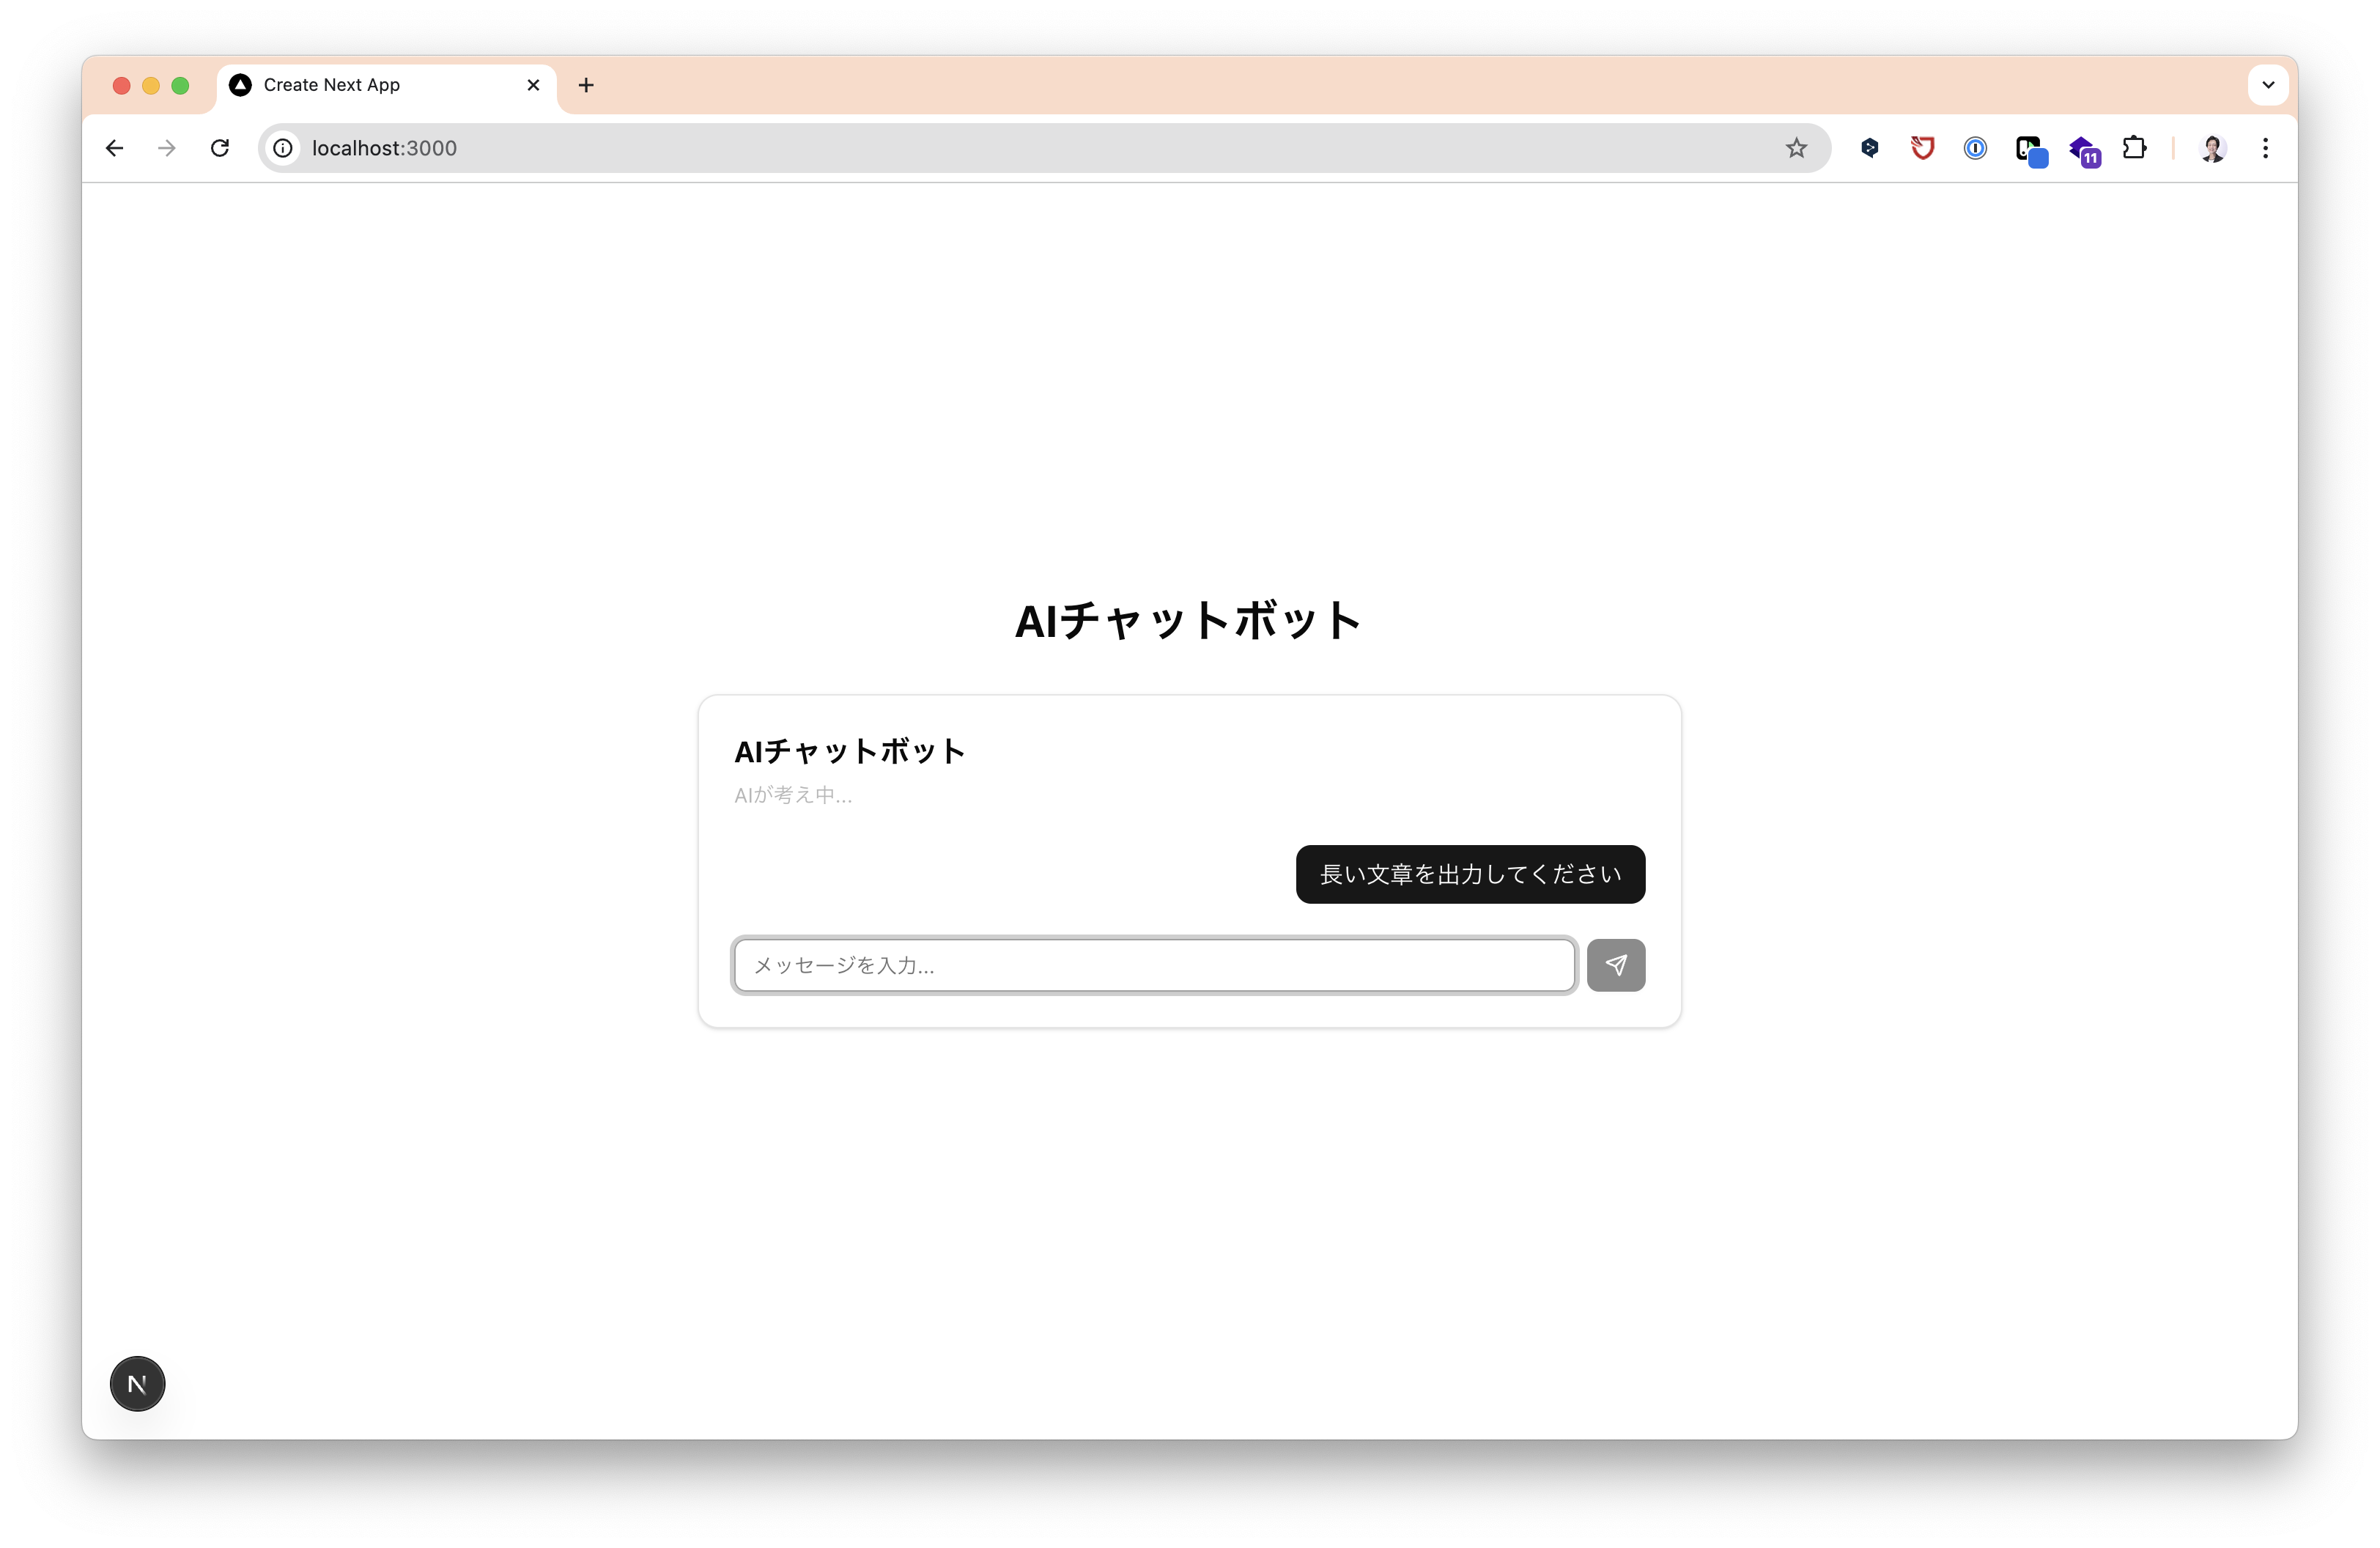 Create Next App
localhost:3000
11
AIチャットボット
AIチャットボット
AIが考え中...
長い文章を出力してください
メッセージを入力...
N